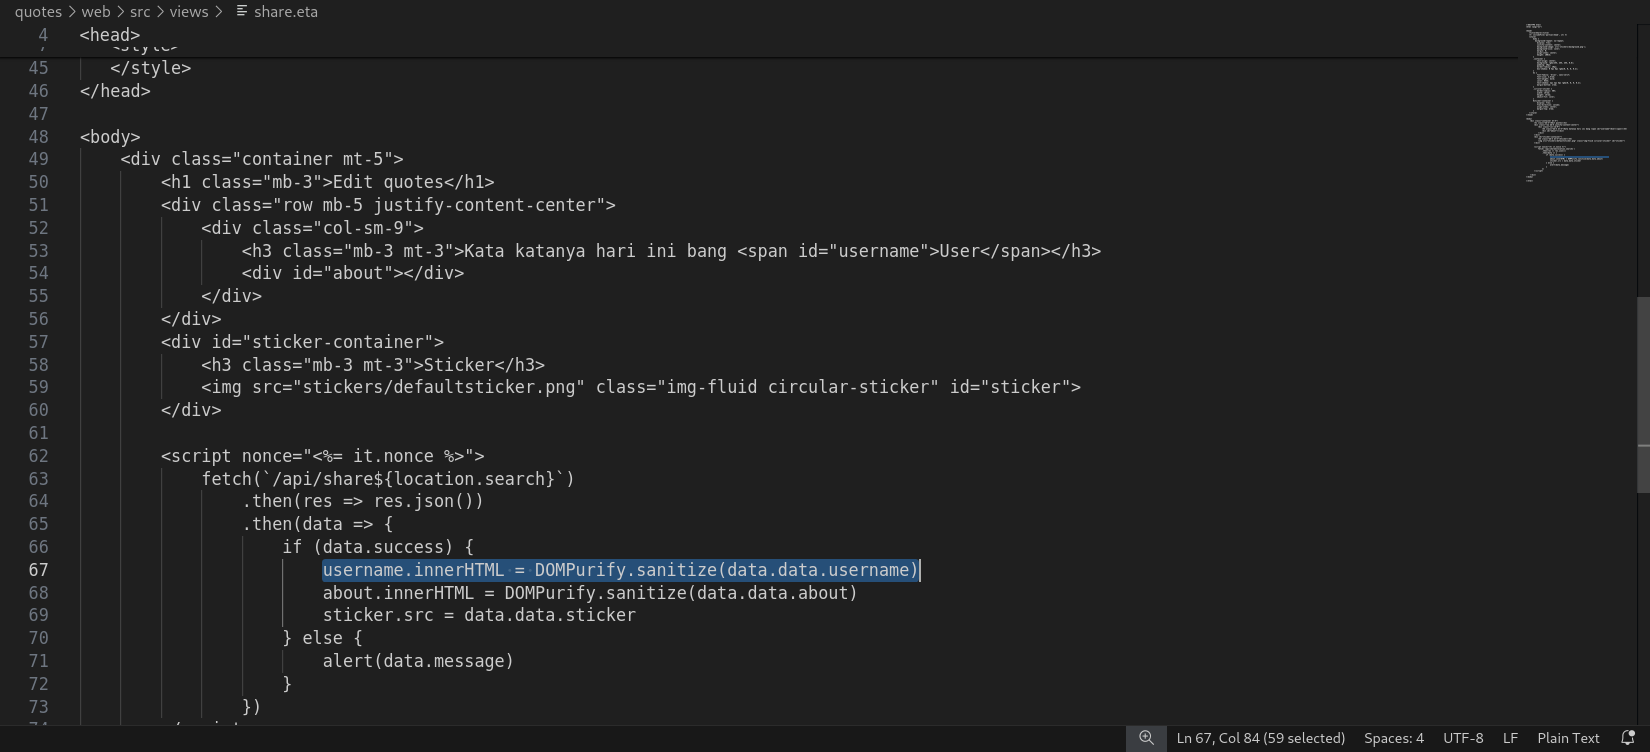 quotes > web > src > views > share.eta
4 <head>
7 <style>
45 </style>
46 </head>
47
48 <body>
49 <div class="container mt-5">
50 <h1 class="mb-3">Edit quotes</h1>
51 <div class="row mb-5 justify-content-center">
52 <div class="col-sm-9">
53 <h3 class="mb-3 mt-3">Kata katanya hari ini bang <span id="username">User</span></h3>
54 <div id="about"></div>
55 </div>
56 </div>
57 <div id="sticker-container">
58 <h3 class="mb-3 mt-3">Sticker</h3>
59 <img src="stickers/defaultsticker.png" class="img-fluid circular-sticker" id="sticker">
60 </div>
61
62 <script nonce="<%= it.nonce %>">
63 fetch(`/api/share${location.search}`)
64 .then(res => res.json())
65 .then(data => {
66 if (data.success) {
67 username.innerHTML = DOMPurify.sanitize(data.data.username)
68 about.innerHTML = DOMPurify.sanitize(data.data.about)
69 sticker.src = data.data.sticker
70 } else {
71 alert(data.message)
72 }
73 })
Ln 67, Col 84 (59 selected) Spaces: 4 UTF-8 LF Plain Text